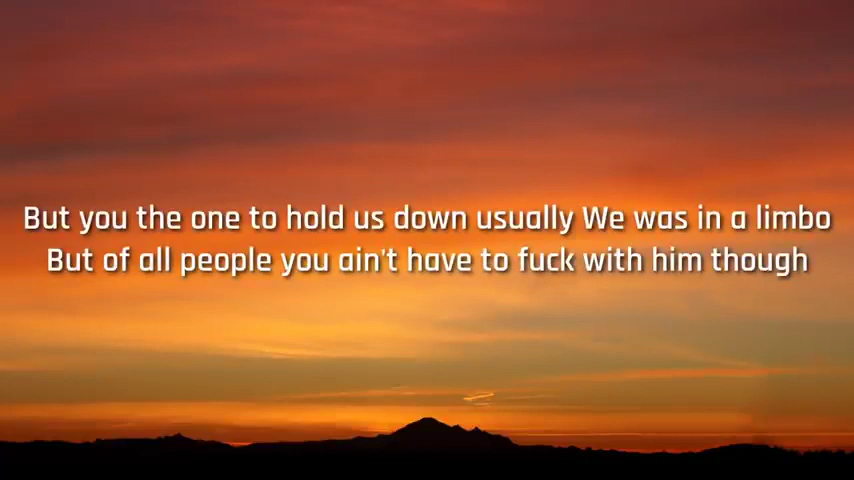 But you the one to hold us down usually We was in a limbo
But of all people you ain't have to fuck with him though